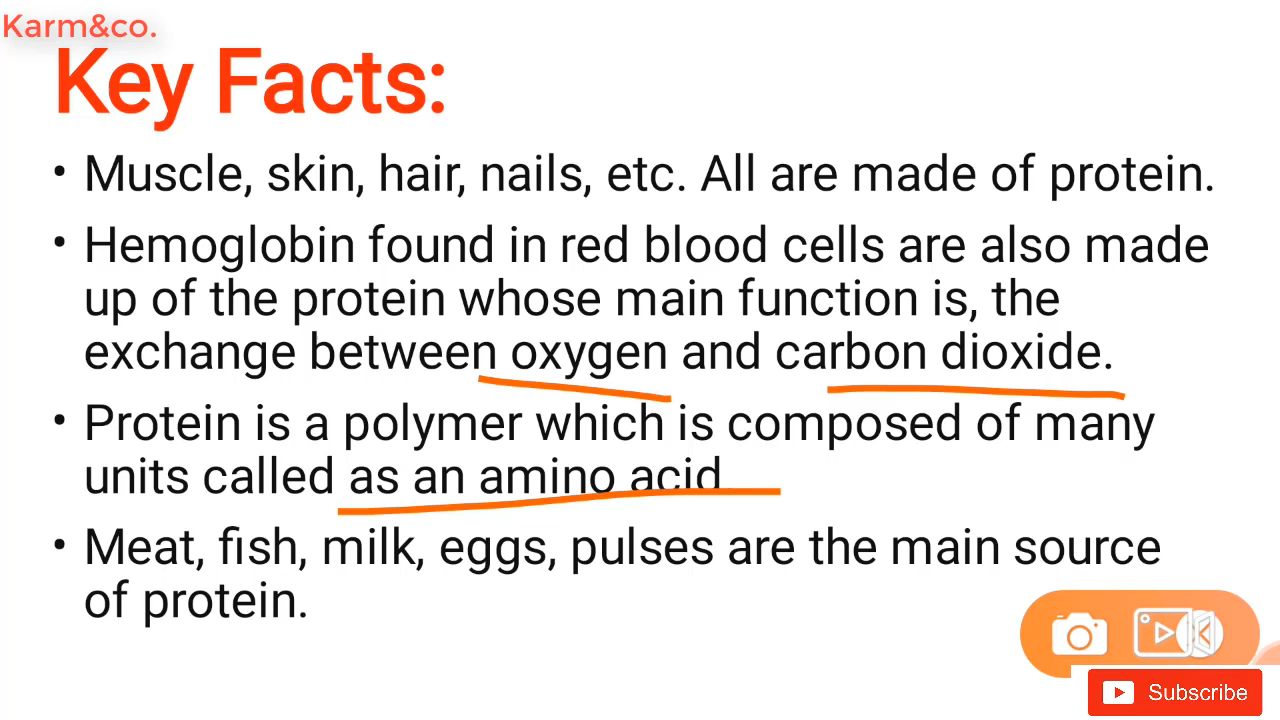 Karm&co.
Key Facts:
• Muscle, skin, hair, nails, etc. All are made of protein.
• Hemoglobin found in red blood cells are also made
up of the protein whose main function is, the
exchange between oxygen and carbon dioxide.
• Protein is a polymer which is composed of many
units called as an amino acid
• Meat, fish, milk, eggs, pulses are the main source
of protein.
Subscribe